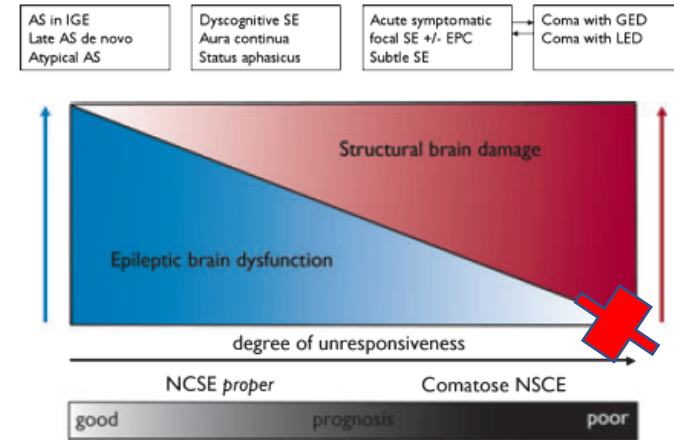 AS in IGE
Late AS de novo
Atypical AS
Dyscognitive SE
Aura continua
Status aphasicus
Acute symptomatic
focal SE +/- EPC
Subtle SE
Coma with GED
Coma with LED
Structural brain damage
Epileptic brain dysfunction
degree of unresponsiveness
NCSE proper
Comatose NSCE
good
prognosis
poor